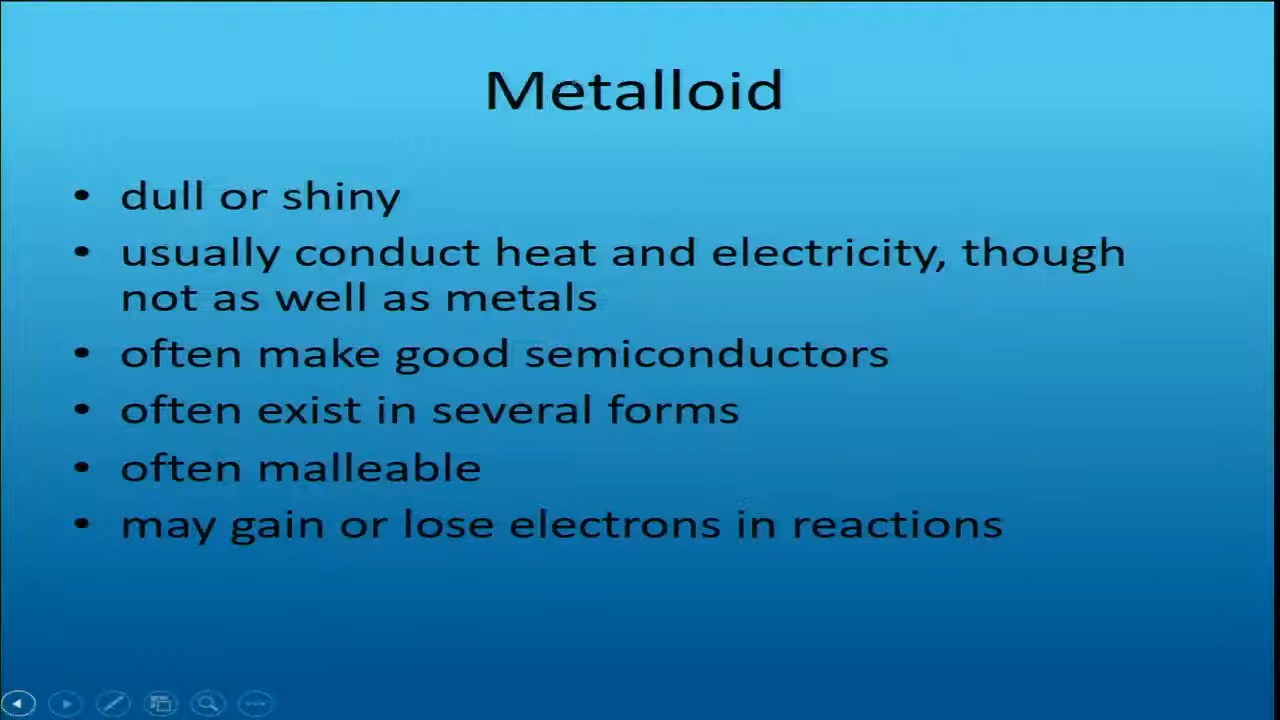 Metalloid
• dull or shiny
• usually conduct heat and electricity, though
not as well as metals
• often make good semiconductors
• often exist in several forms
• often malleable
• may gain or lose electrons in reactions